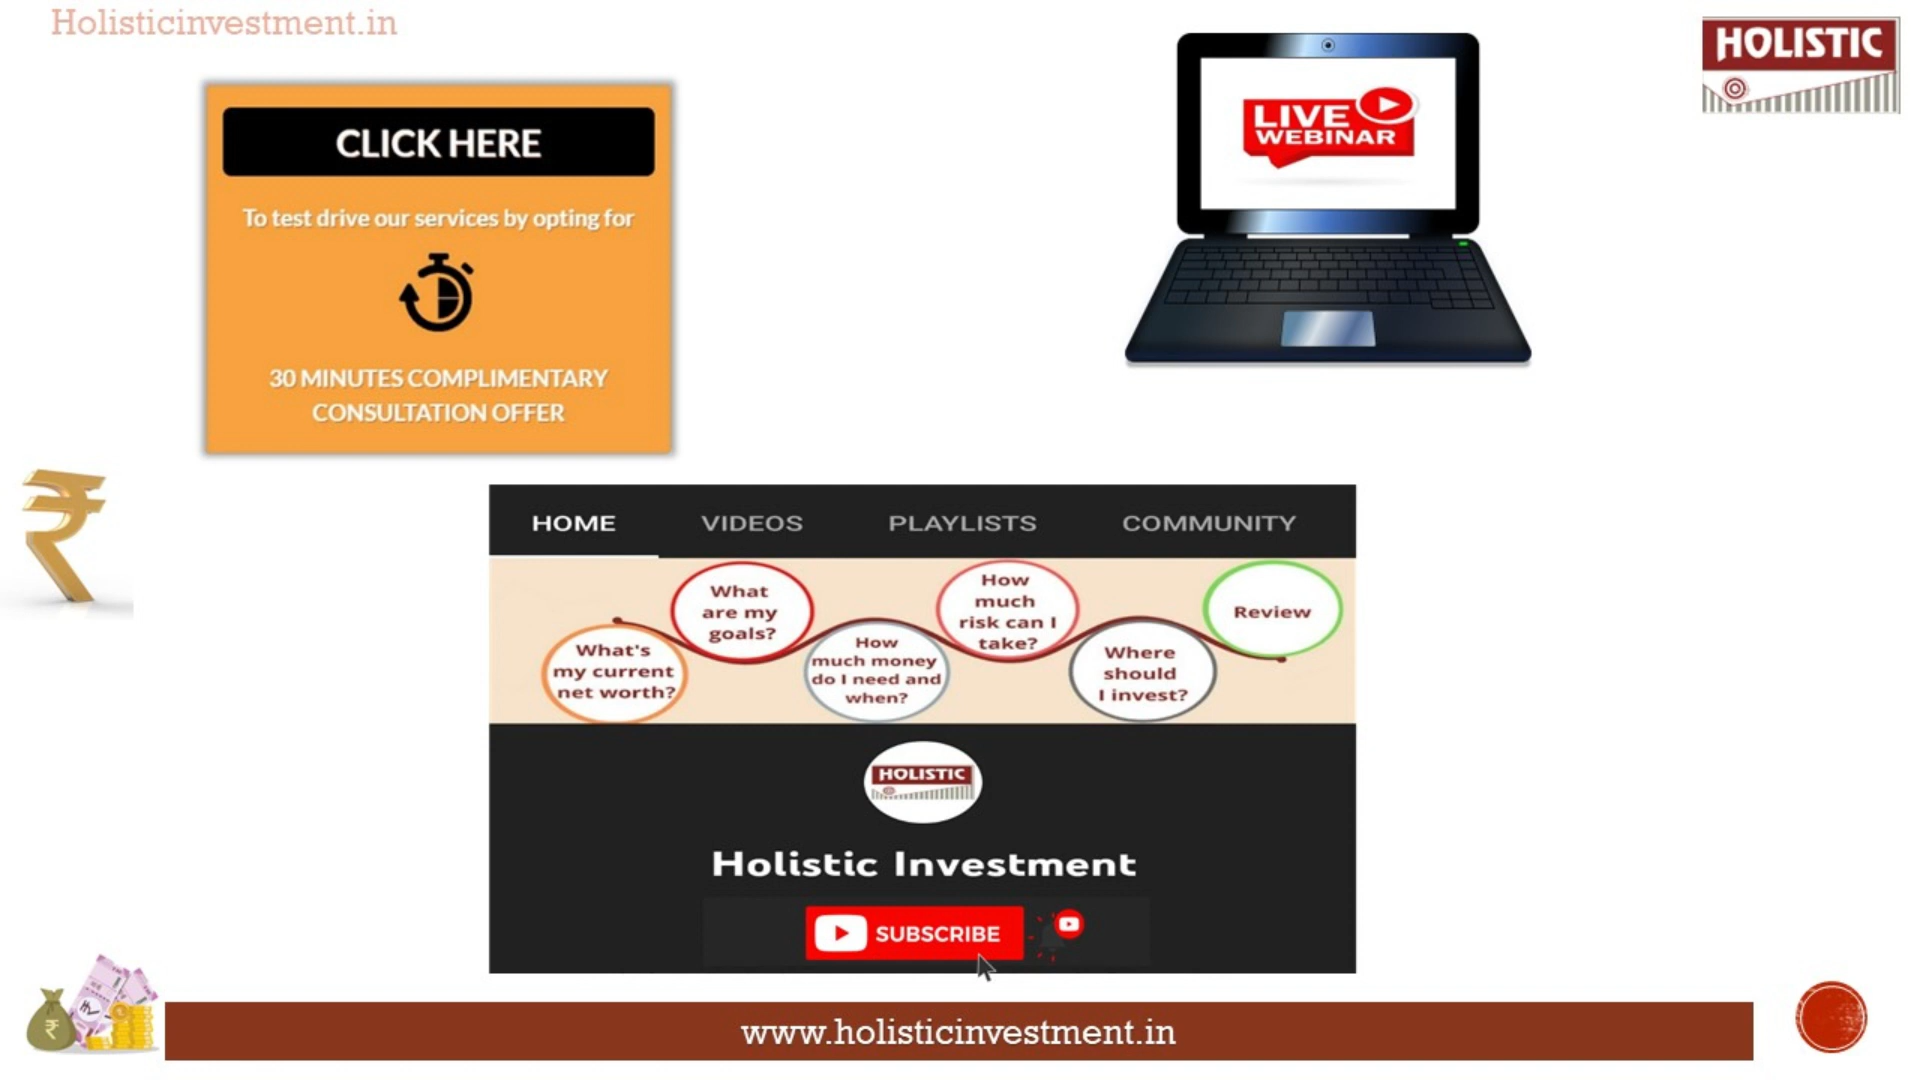 Holisticinvestment.in
HOLISTIC
CLICK HERE
To test drive our services by opting for
30 MINUTES COMPLIMENTARY
CONSULTATION OFFER
LIVE
WEBINAR
HOME VIDEOS PLAYLISTS COMMUNITY
What's
my current
net worth?
What
are my
goals?
How
much money
do I need and
when?
How
much
risk can I
take?
Where
should
I invest?
Review
HOLISTIC
Holistic Investment
SUBSCRIBE
www.holisticinvestment.in